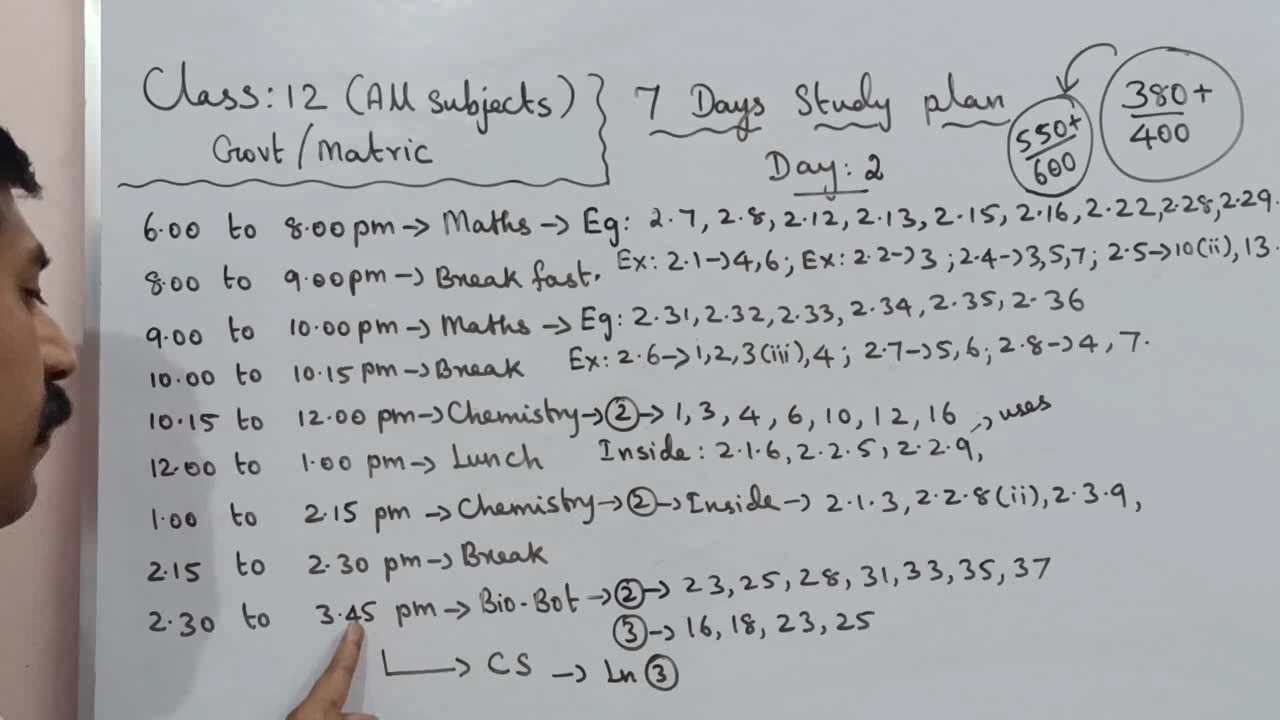 Class: 12 (All subjects) } 7 Days Study plan 550+/600 380+/400
Govt / Matric Day: 2
6.00 to 8.00 pm → Maths → Eg: 2.7, 2.8, 2.12, 2.13, 2.15, 2.16, 2.22, 2.28, 2.29.
Ex: 2.1→4,6; Ex: 2.2→3; 2.4→3,5,7; 2.5→10(ii), 13.
8.00 to 9.00 pm → Break fast.
9.00 to 10.00 pm → Maths → Eg: 2.31, 2.32, 2.33, 2.34, 2.35, 2.36
Ex: 2.6→1,2,3(iii),4; 2.7→5,6; 2.8→4,7.
10.00 to 10.15 pm → Break
10.15 to 12.00 pm → Chemistry → ② → 1, 3, 4, 6, 10, 12, 16
Inside: 2.1.6, 2.2.5, 2.2.9, → uses
12.00 to 1.00 pm → Lunch
1.00 to 2.15 pm → Chemistry → ② → Inside → 2.1.3, 2.2.8(ii), 2.3.9,
2.15 to 2.30 pm → Break
2.30 to 3.45 pm → Bio-Bot → ② → 23, 25, 28, 31, 33, 35, 37
③ → 16, 18, 23, 25
→ CS → Ln ③